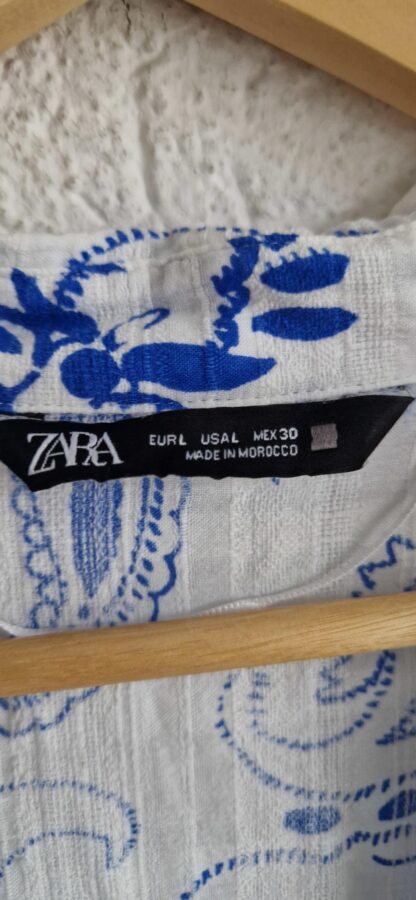 ZARA
EUR L USA L MEX 30
MADE IN MOROCCO